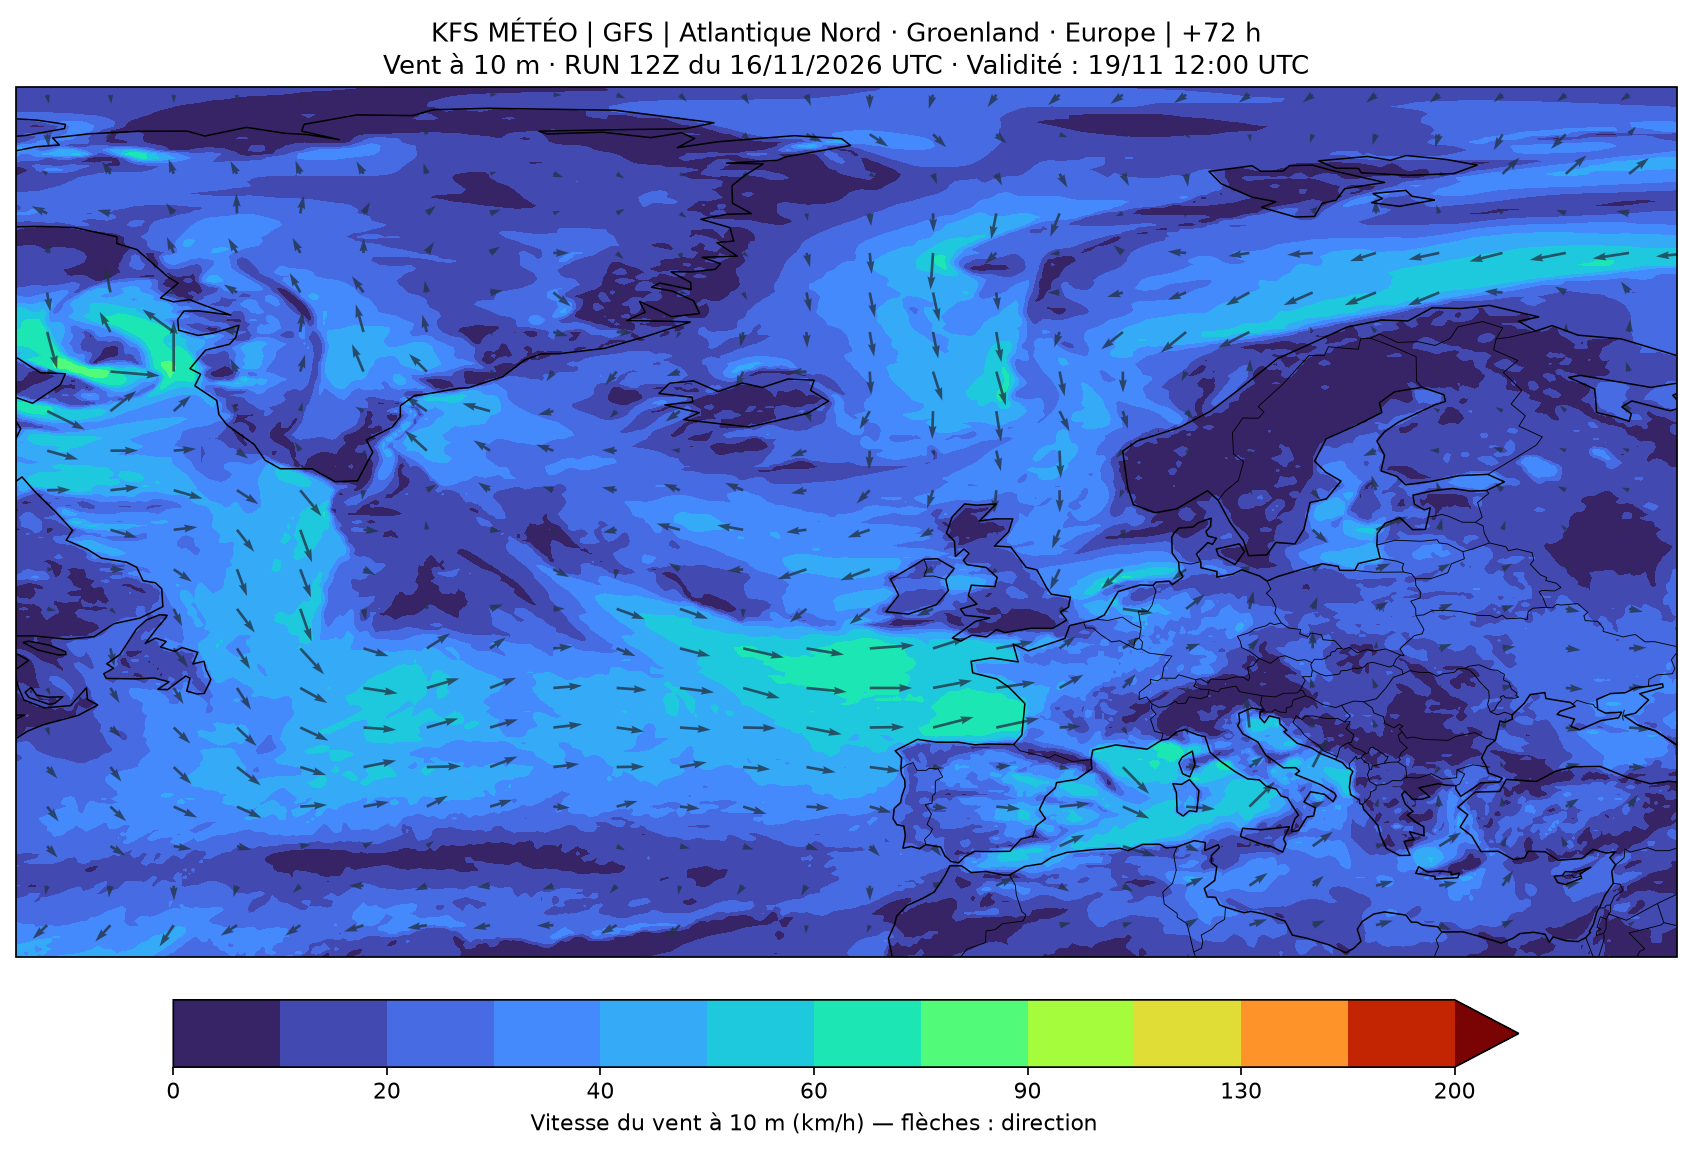 KFS MÉTÉO | GFS | Atlantique Nord · Groenland · Europe | +72 h
Vent à 10 m · RUN 12Z du 16/11/2026 UTC · Validité : 19/11 12:00 UTC
0 20 40 60 90 130 200
Vitesse du vent à 10 m (km/h) — flèches : direction